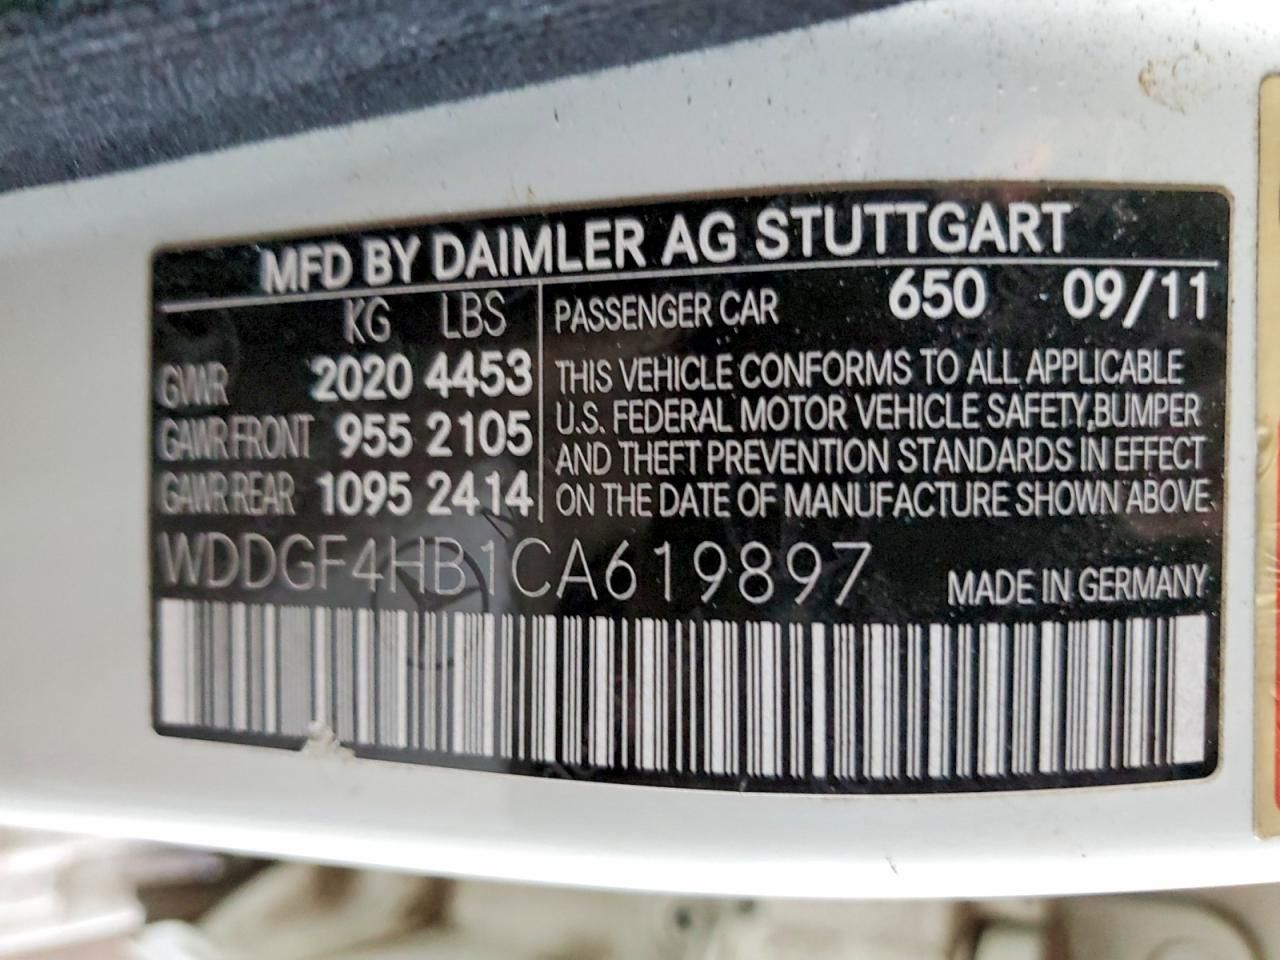 MFD BY DAIMLER AG STUTTGART
KG LBS
GVWR 2020 4453
GAWR FRONT 955 2105
GAWR REAR 1095 2414
PASSENGER CAR 650 09/11
THIS VEHICLE CONFORMS TO ALL APPLICABLE
U.S. FEDERAL MOTOR VEHICLE SAFETY,BUMPER
AND THEFT PREVENTION STANDARDS IN EFFECT
ON THE DATE OF MANUFACTURE SHOWN ABOVE
WDDGF4HB1CA619897
MADE IN GERMANY